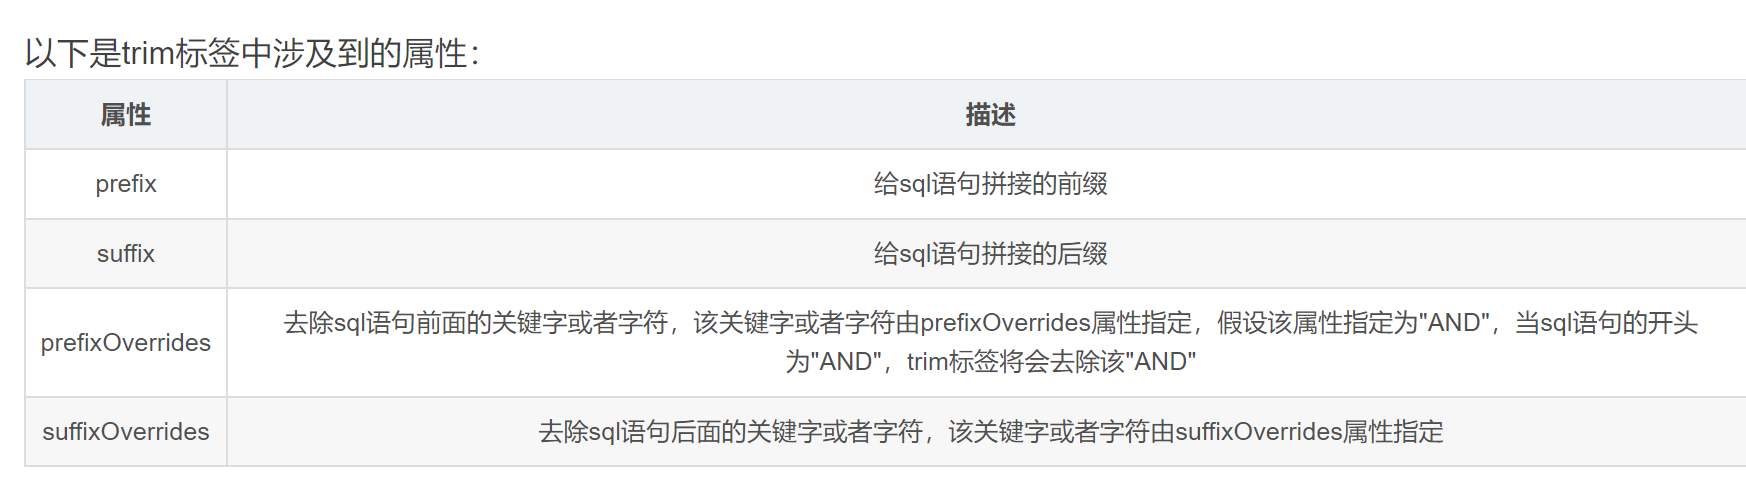 以下是trim标签中涉及到的属性：
属性 描述
prefix 给sql语句拼接的前缀
suffix 给sql语句拼接的后缀
prefixOverrides 去除sql语句前面的关键字或者字符，该关键字或者字符由prefixOverrides属性指定，假设该属性指定为"AND"，当sql语句的开头
为"AND"，trim标签将会去除该"AND"
suffixOverrides 去除sql语句后面的关键字或者字符，该关键字或者字符由suffixOverrides属性指定